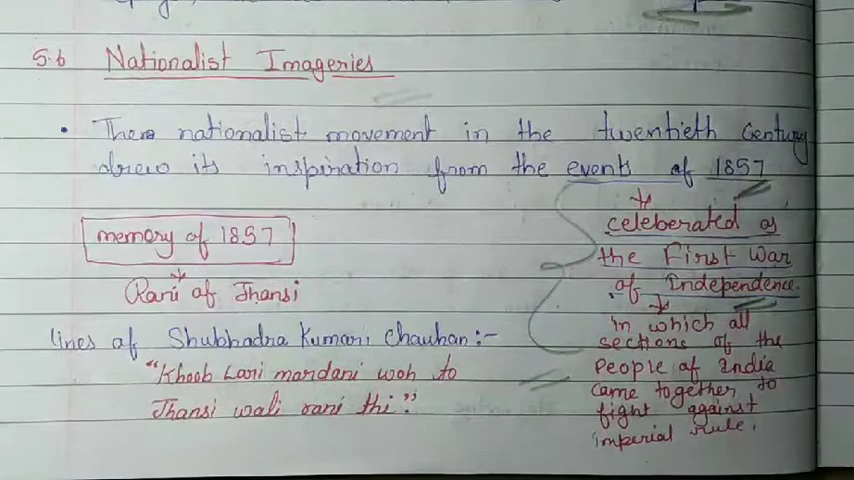 5.6 Nationalist Imageries
• There nationalist movement in the twentieth Century
drew its inspiration from the events of 1857
celeberated as
the First War
of Independence.
in which all
sections of the
People of India
came together to
fight against
imperial rule.
memory of 1857
Rani of Jhansi
lines of Shubhadra Kumari Chauhan:-
"Khoob Lari mardani woh to
Jhansi wali rani thi."